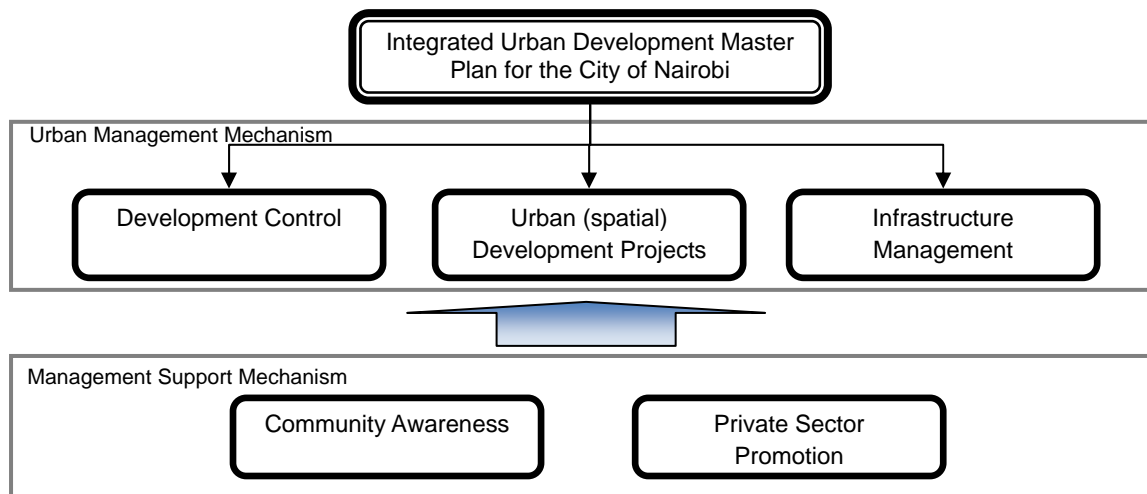 Integrated Urban Development Master
Plan for the City of Nairobi
Urban Management Mechanism
Development Control
Urban (spatial)
Development Projects
Infrastructure
Management
Management Support Mechanism
Community Awareness
Private Sector
Promotion